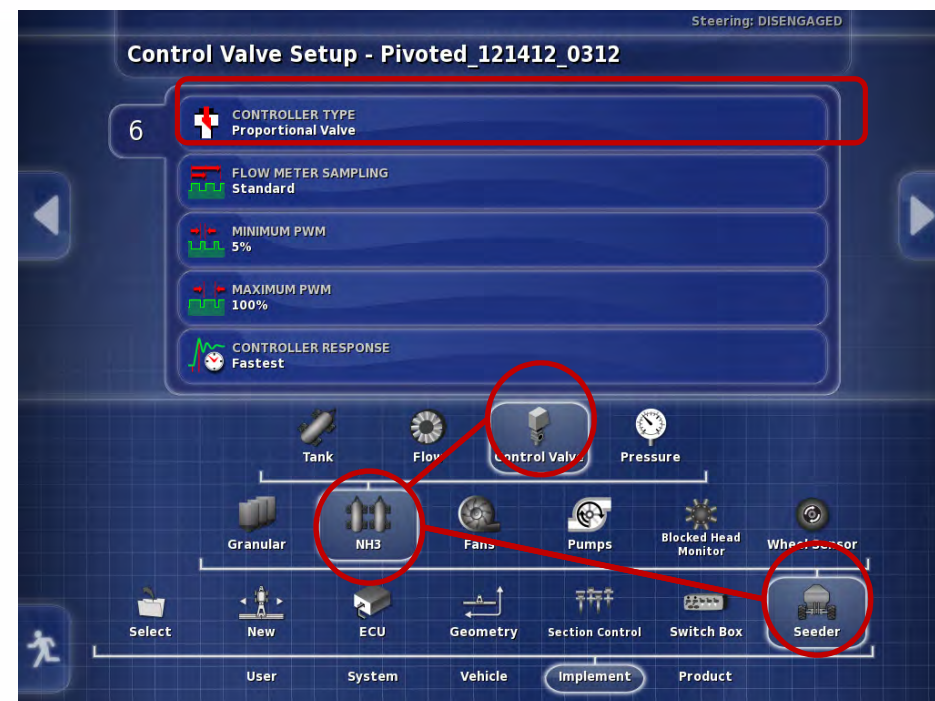 Steering: DISENGAGED
Control Valve Setup - Pivoted_121412_0312
6
CONTROLLER TYPE
Proportional Valve
FLOW METER SAMPLING
Standard
MINIMUM PWM
5%
MAXIMUM PWM
100%
CONTROLLER RESPONSE
Fastest
Tank Flow Control Valve Pressure
Granular NH3 Fans Pumps Blocked Head Monitor Wheel Sensor
Select New ECU Geometry Section Control Switch Box Seeder
User System Vehicle Implement Product